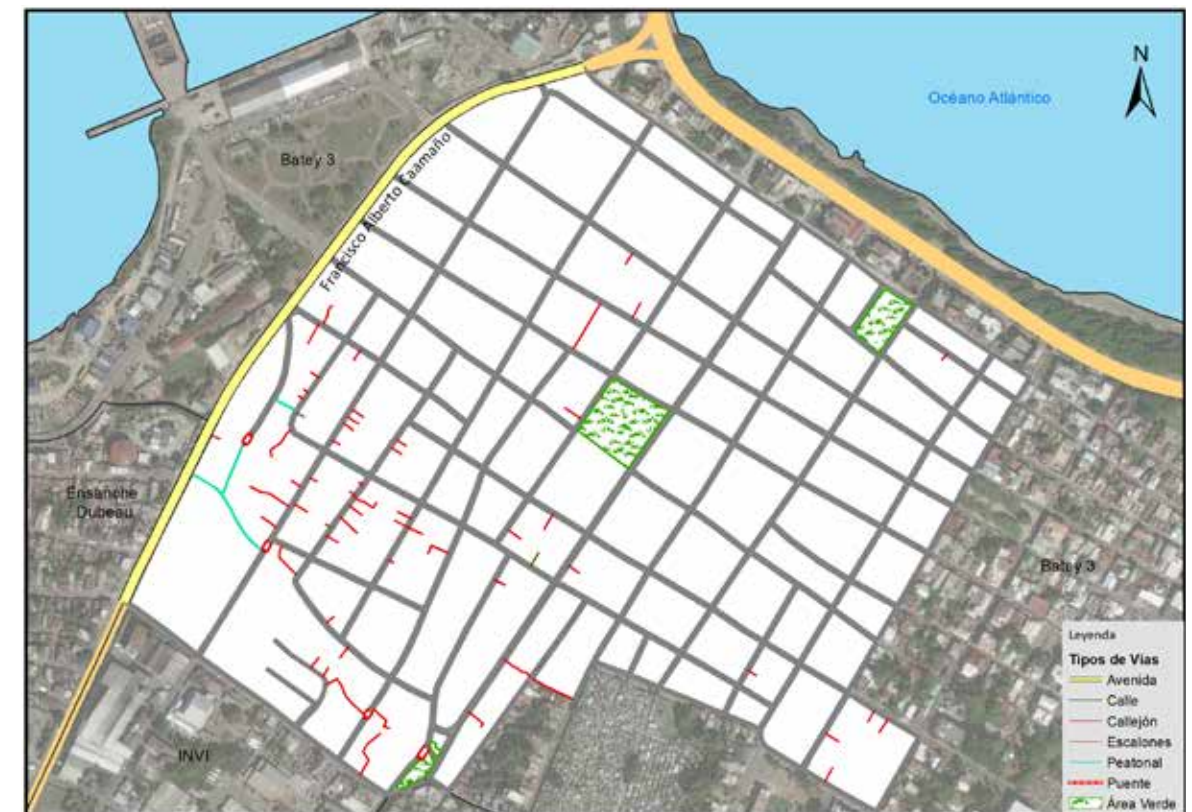 N
Océano Atlántico
Batey 3
Francisco Alberto Caamaño
Ensanche
Dubeau
Batey 3
INVI
Leyenda
Tipos de Vías
Avenida
Calle
Callejón
Escalones
Peatonal
Puente
Área Verde